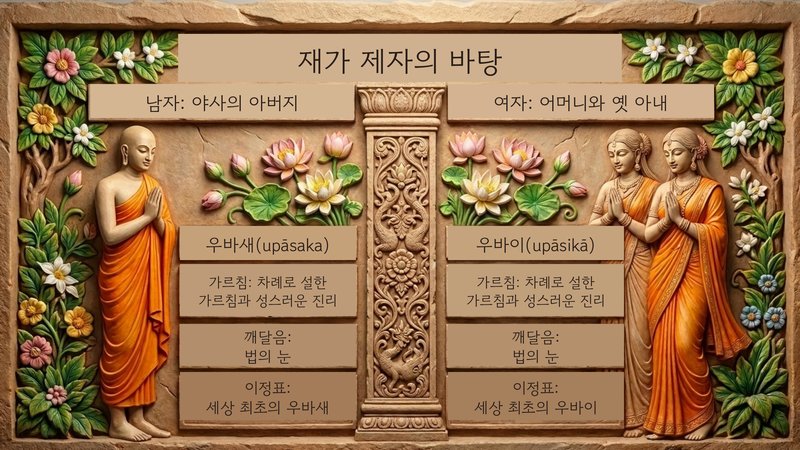 재가 제자의 바탕
남자: 야사의 아버지
여자: 어머니와 옛 아내
우바새(upāsaka)
가르침: 차례로 설한
가르침과 성스러운 진리
깨달음:
법의 눈
이정표:
세상 최초의 우바새
우바이(upāsikā)
가르침: 차례로 설한
가르침과 성스러운 진리
깨달음:
법의 눈
이정표:
세상 최초의 우바이